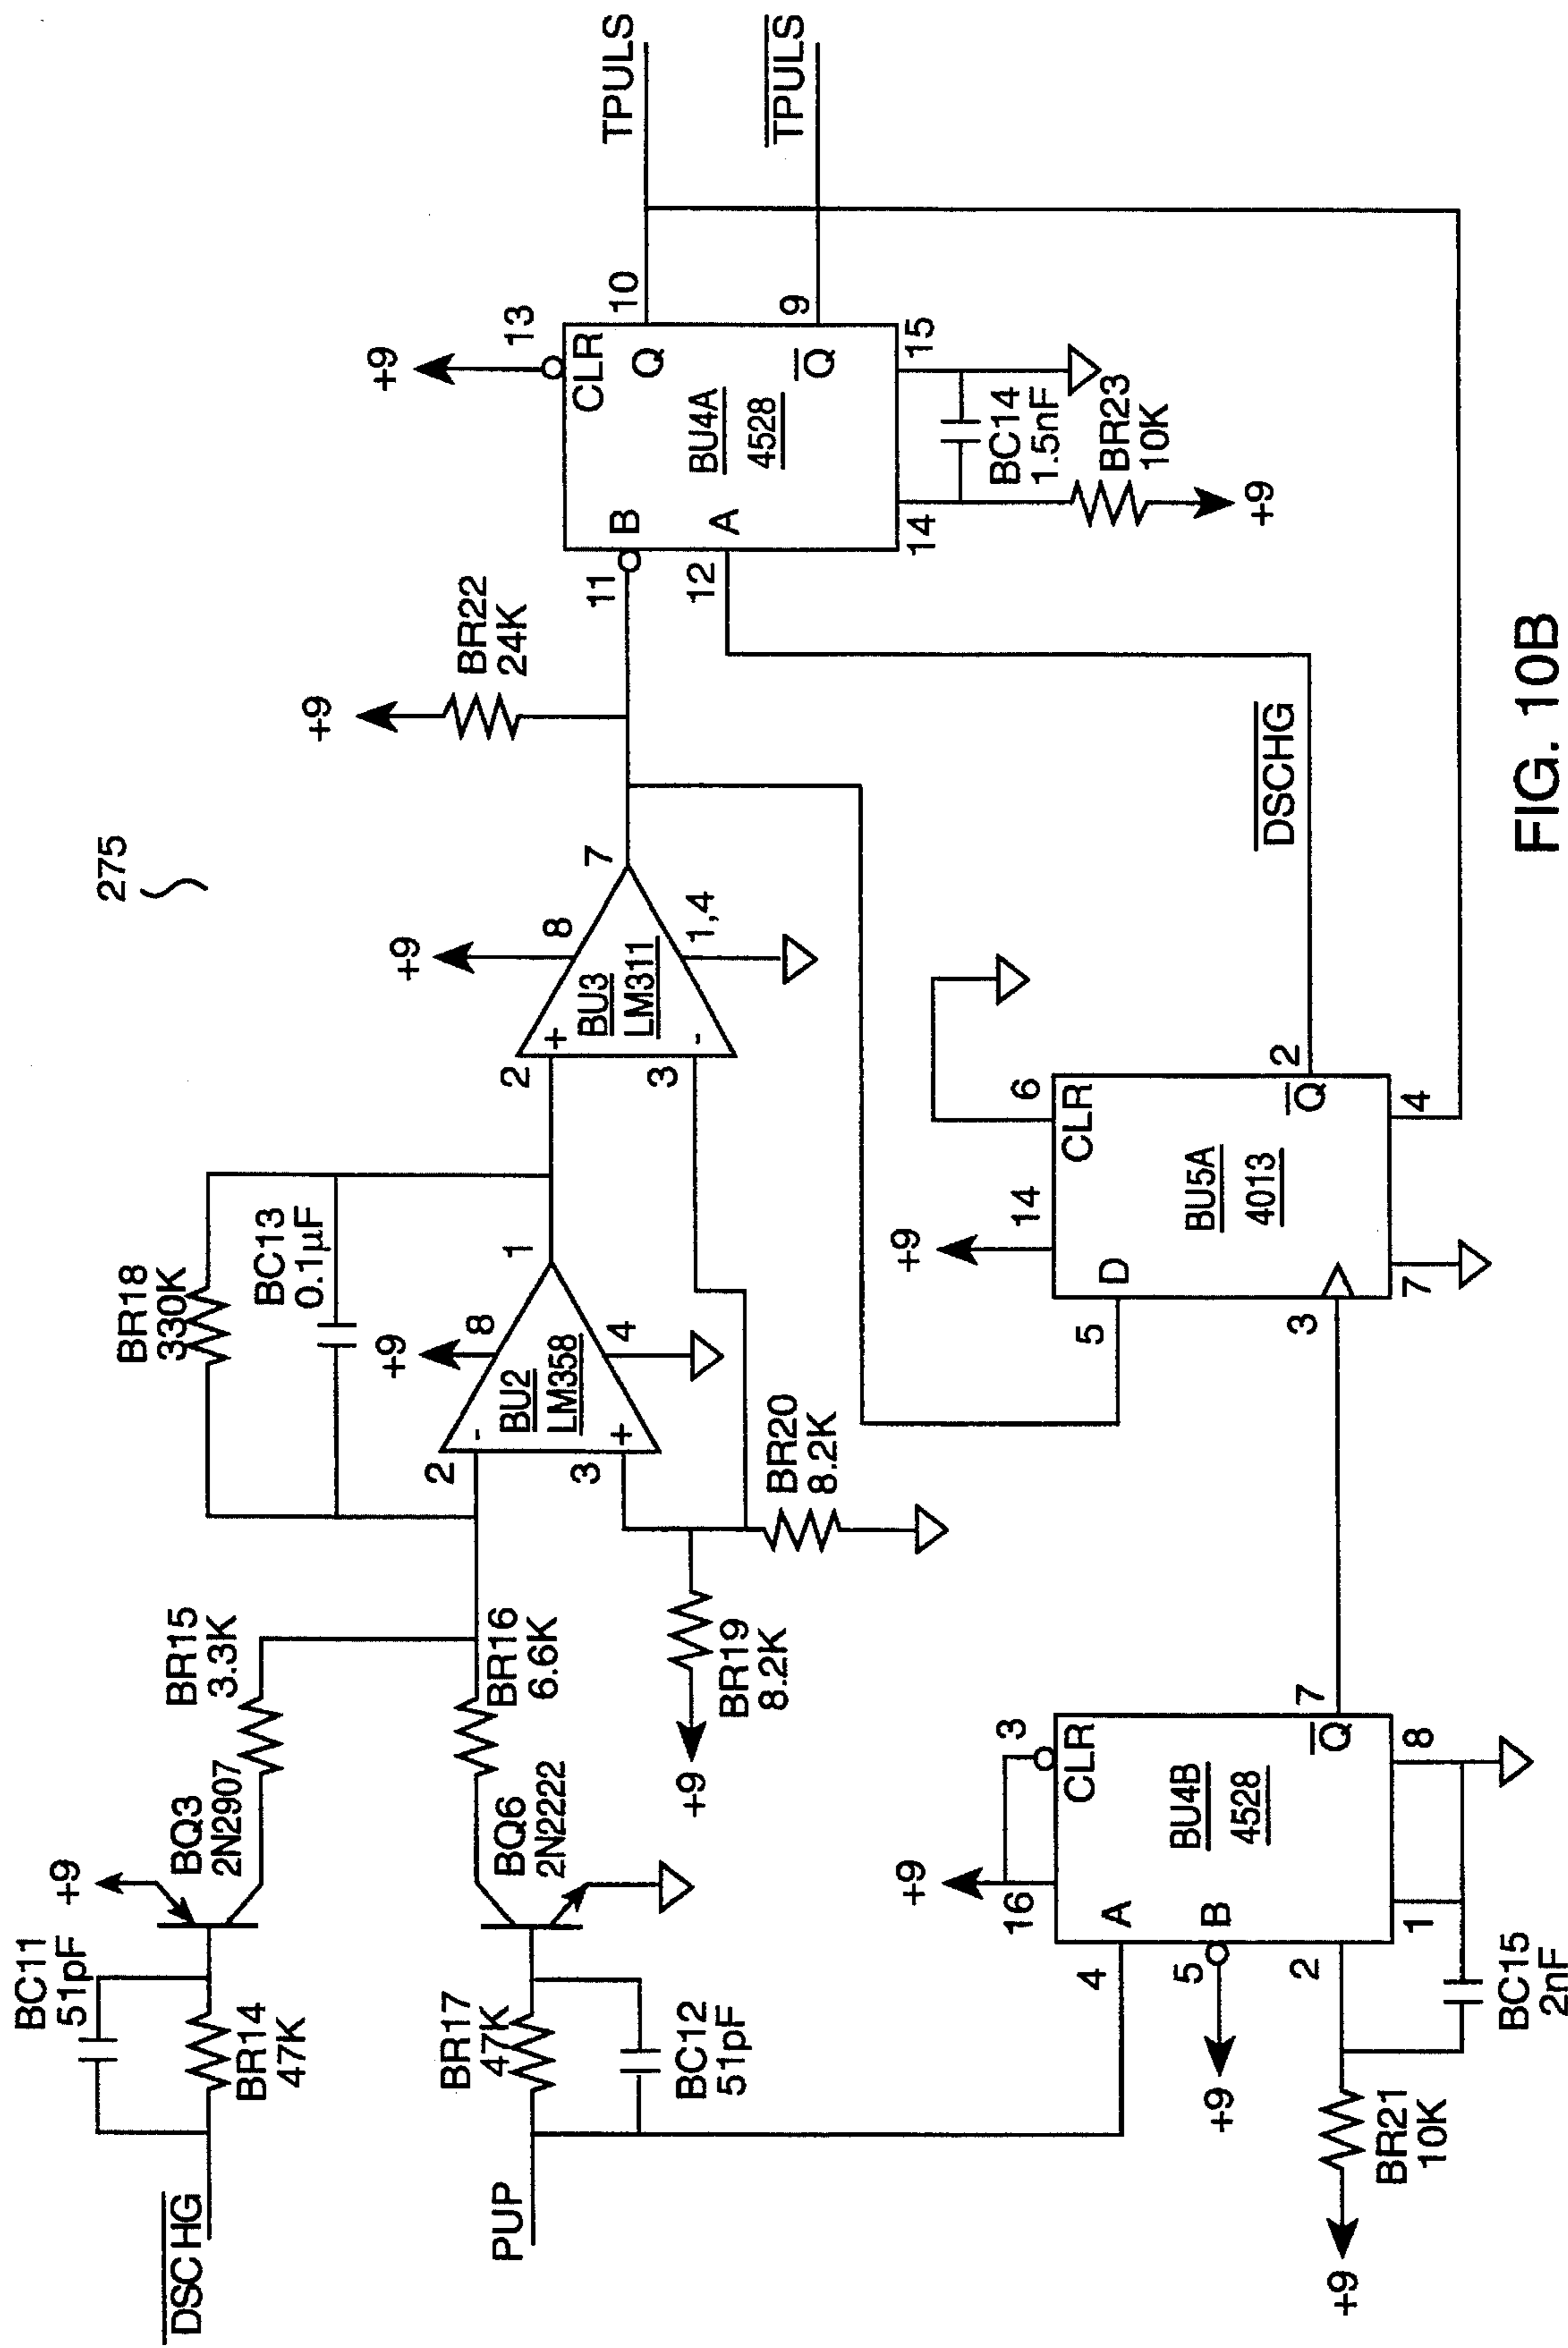 275
BC11
51pF
+9
BQ3
2N2907
BR15
3.3K
BR18
330K
BC13
0.1µF
D̅S̅C̅H̅G̅
BR14
47K
PUP
BR17
47K
BC12
51pF
BQ6
2N2222
BR16
6.6K
2
-
3
+
BU2
LM358
+9
8
4
1
+9
BR19
8.2K
BR20
8.2K
2
+
3
-
BU3
LM311
+9
8
1,4
7
+9
BR22
24K
11
B
12
A
+9
13
CLR
BU4A
4528
Q
10
Q̅
9
TPULS
T̅P̅U̅L̅S̅
14
15
BC14
1.5nF
BR23
10K
+9
+9
16
3
CLR
4
A
5
B
+9
2
BU4B
4528
Q̅
7
1
8
BR21
10K
+9
BC15
2nF
+9
14
6
CLR
5
D
3
BU5A
4013
Q̅
2
7
4
D̅S̅C̅H̅G̅
FIG. 10B